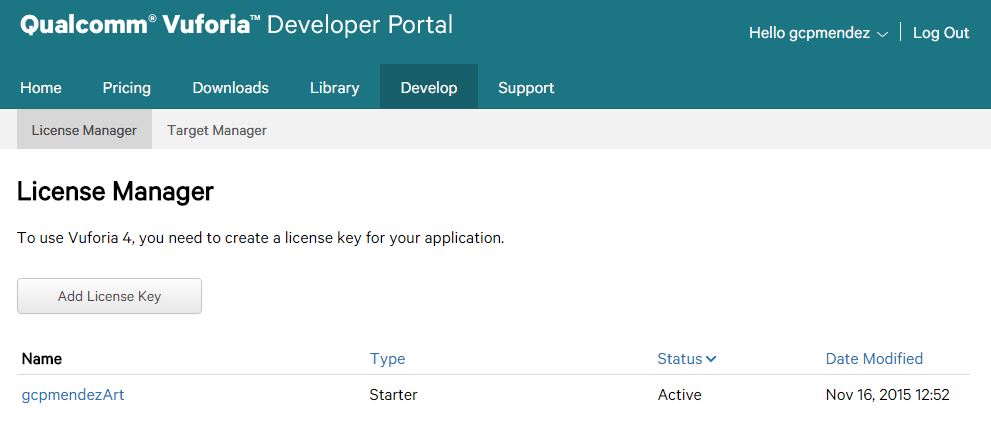 Qualcomm® Vuforia™ Developer Portal
Hello gcpmendez Log Out
Home Pricing Downloads Library Develop Support
License Manager Target Manager
License Manager
To use Vuforia 4, you need to create a license key for your application.
Add License Key
Name Type Status Date Modified
gcpmendezArt Starter Active Nov 16, 2015 12:52